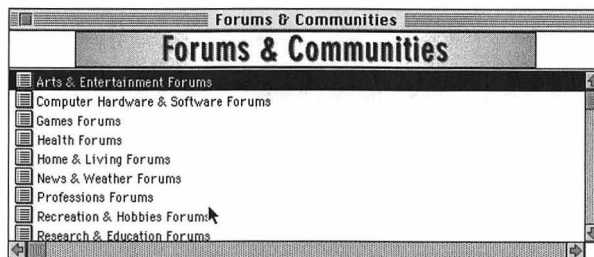 Forums & Communities
Forums & Communities
Arts & Entertainment Forums
Computer Hardware & Software Forums
Games Forums
Health Forums
Home & Living Forums
News & Weather Forums
Professions Forums
Recreation & Hobbies Forums
Research & Education Forums